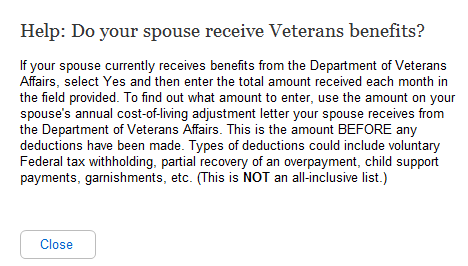 Help: Do your spouse receive Veterans benefits?
If your spouse currently receives benefits from the Department of Veterans
Affairs, select Yes and then enter the total amount received each month in
the field provided. To find out what amount to enter, use the amount on your
spouse's annual cost-of-living adjustment letter your spouse receives from
the Department of Veterans Affairs. This is the amount BEFORE any
deductions have been made. Types of deductions could include voluntary
Federal tax withholding, partial recovery of an overpayment, child support
payments, garnishments, etc. (This is NOT an all-inclusive list.)
Close